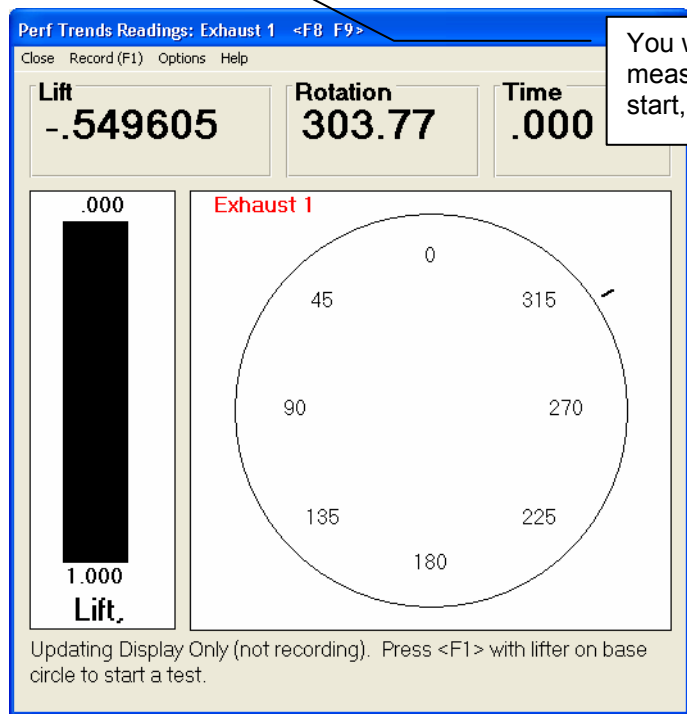 Perf Trends Readings: Exhaust 1 <F8 F9>
You
meas
start,
Close Record (F1) Options Help
Lift
-.549605
Rotation
303.77
Time
.000
.000
1.000
Lift,
Exhaust 1
0
45
315
90
270
135
225
180
Updating Display Only (not recording). Press <F1> with lifter on base
circle to start a test.